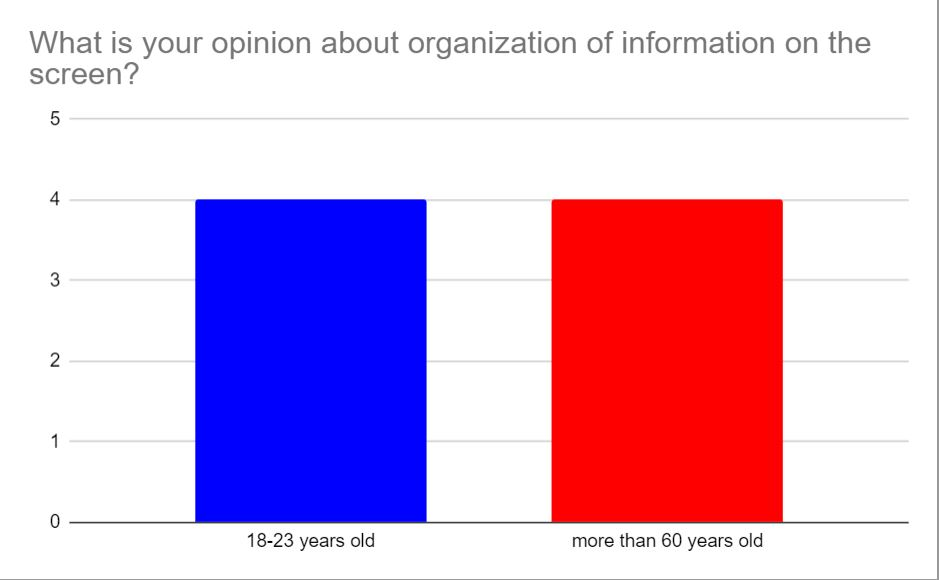 What is your opinion about organization of information on the
screen?
5
4
3
2
1
0
18-23 years old
more than 60 years old